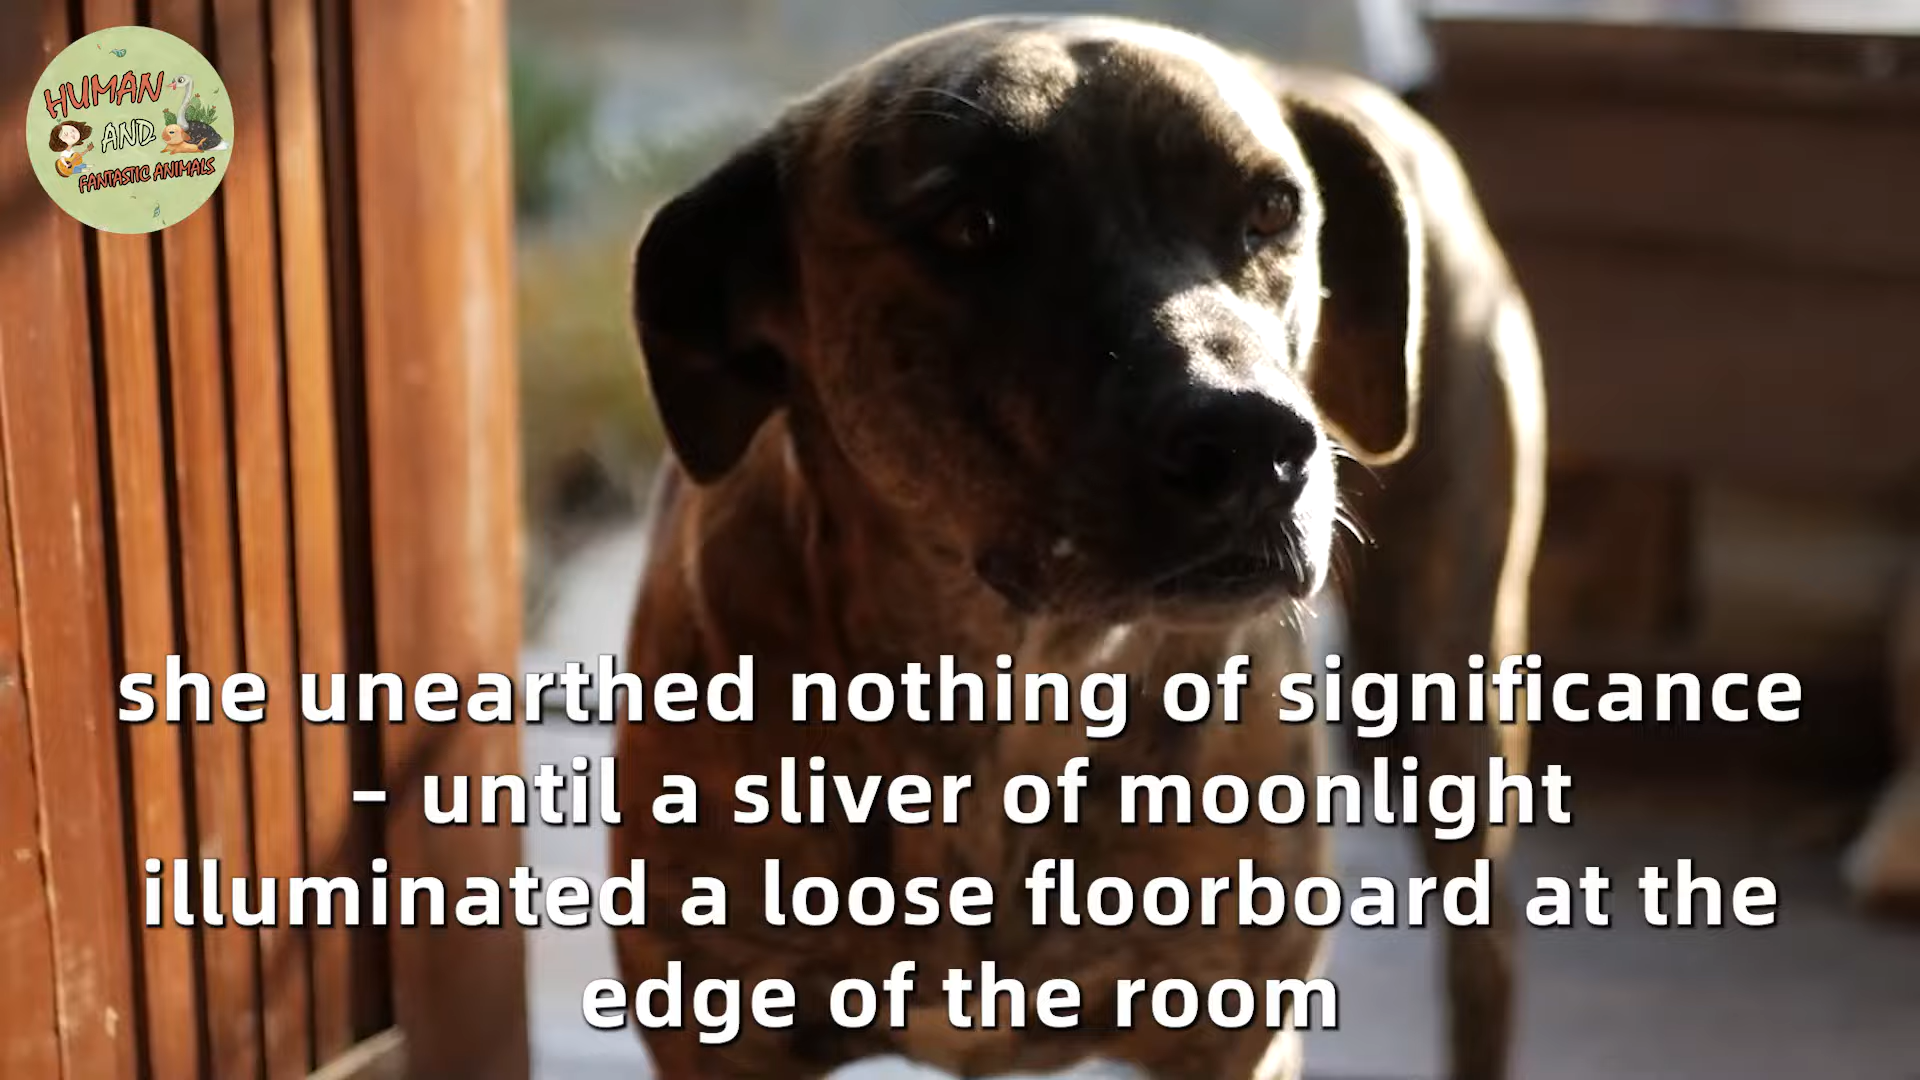 HUMAN
AND
FANTASTIC ANIMALS
she unearthed nothing of significance
– until a sliver of moonlight
illuminated a loose floorboard at the
edge of the room